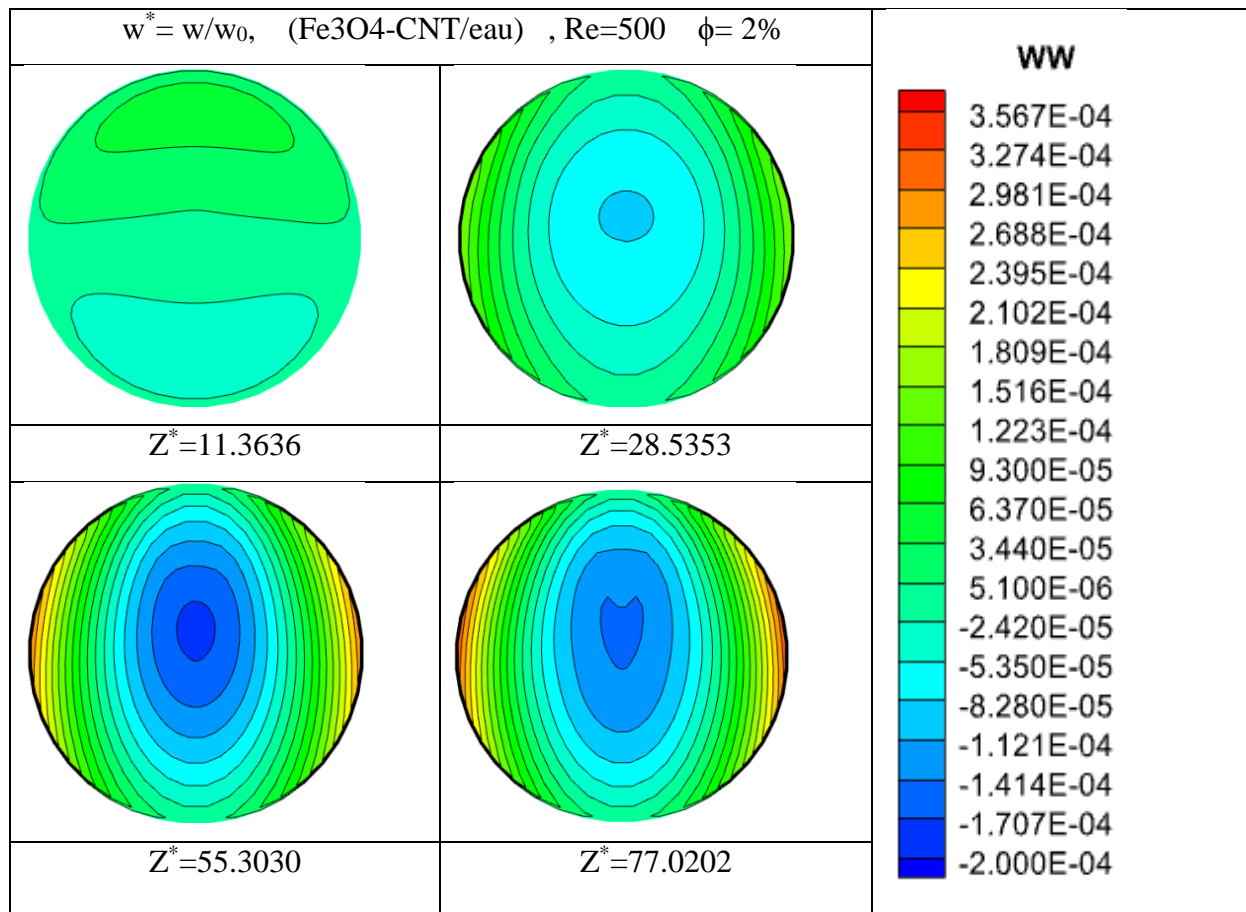 w*= w/w₀, (Fe3O4-CNT/eau) , Re=500 ϕ= 2%
Z*=11.3636
Z*=28.5353
Z*=55.3030
Z*=77.0202
WW
3.567E-04
3.274E-04
2.981E-04
2.688E-04
2.395E-04
2.102E-04
1.809E-04
1.516E-04
1.223E-04
9.300E-05
6.370E-05
3.440E-05
5.100E-06
-2.420E-05
-5.350E-05
-8.280E-05
-1.121E-04
-1.414E-04
-1.707E-04
-2.000E-04